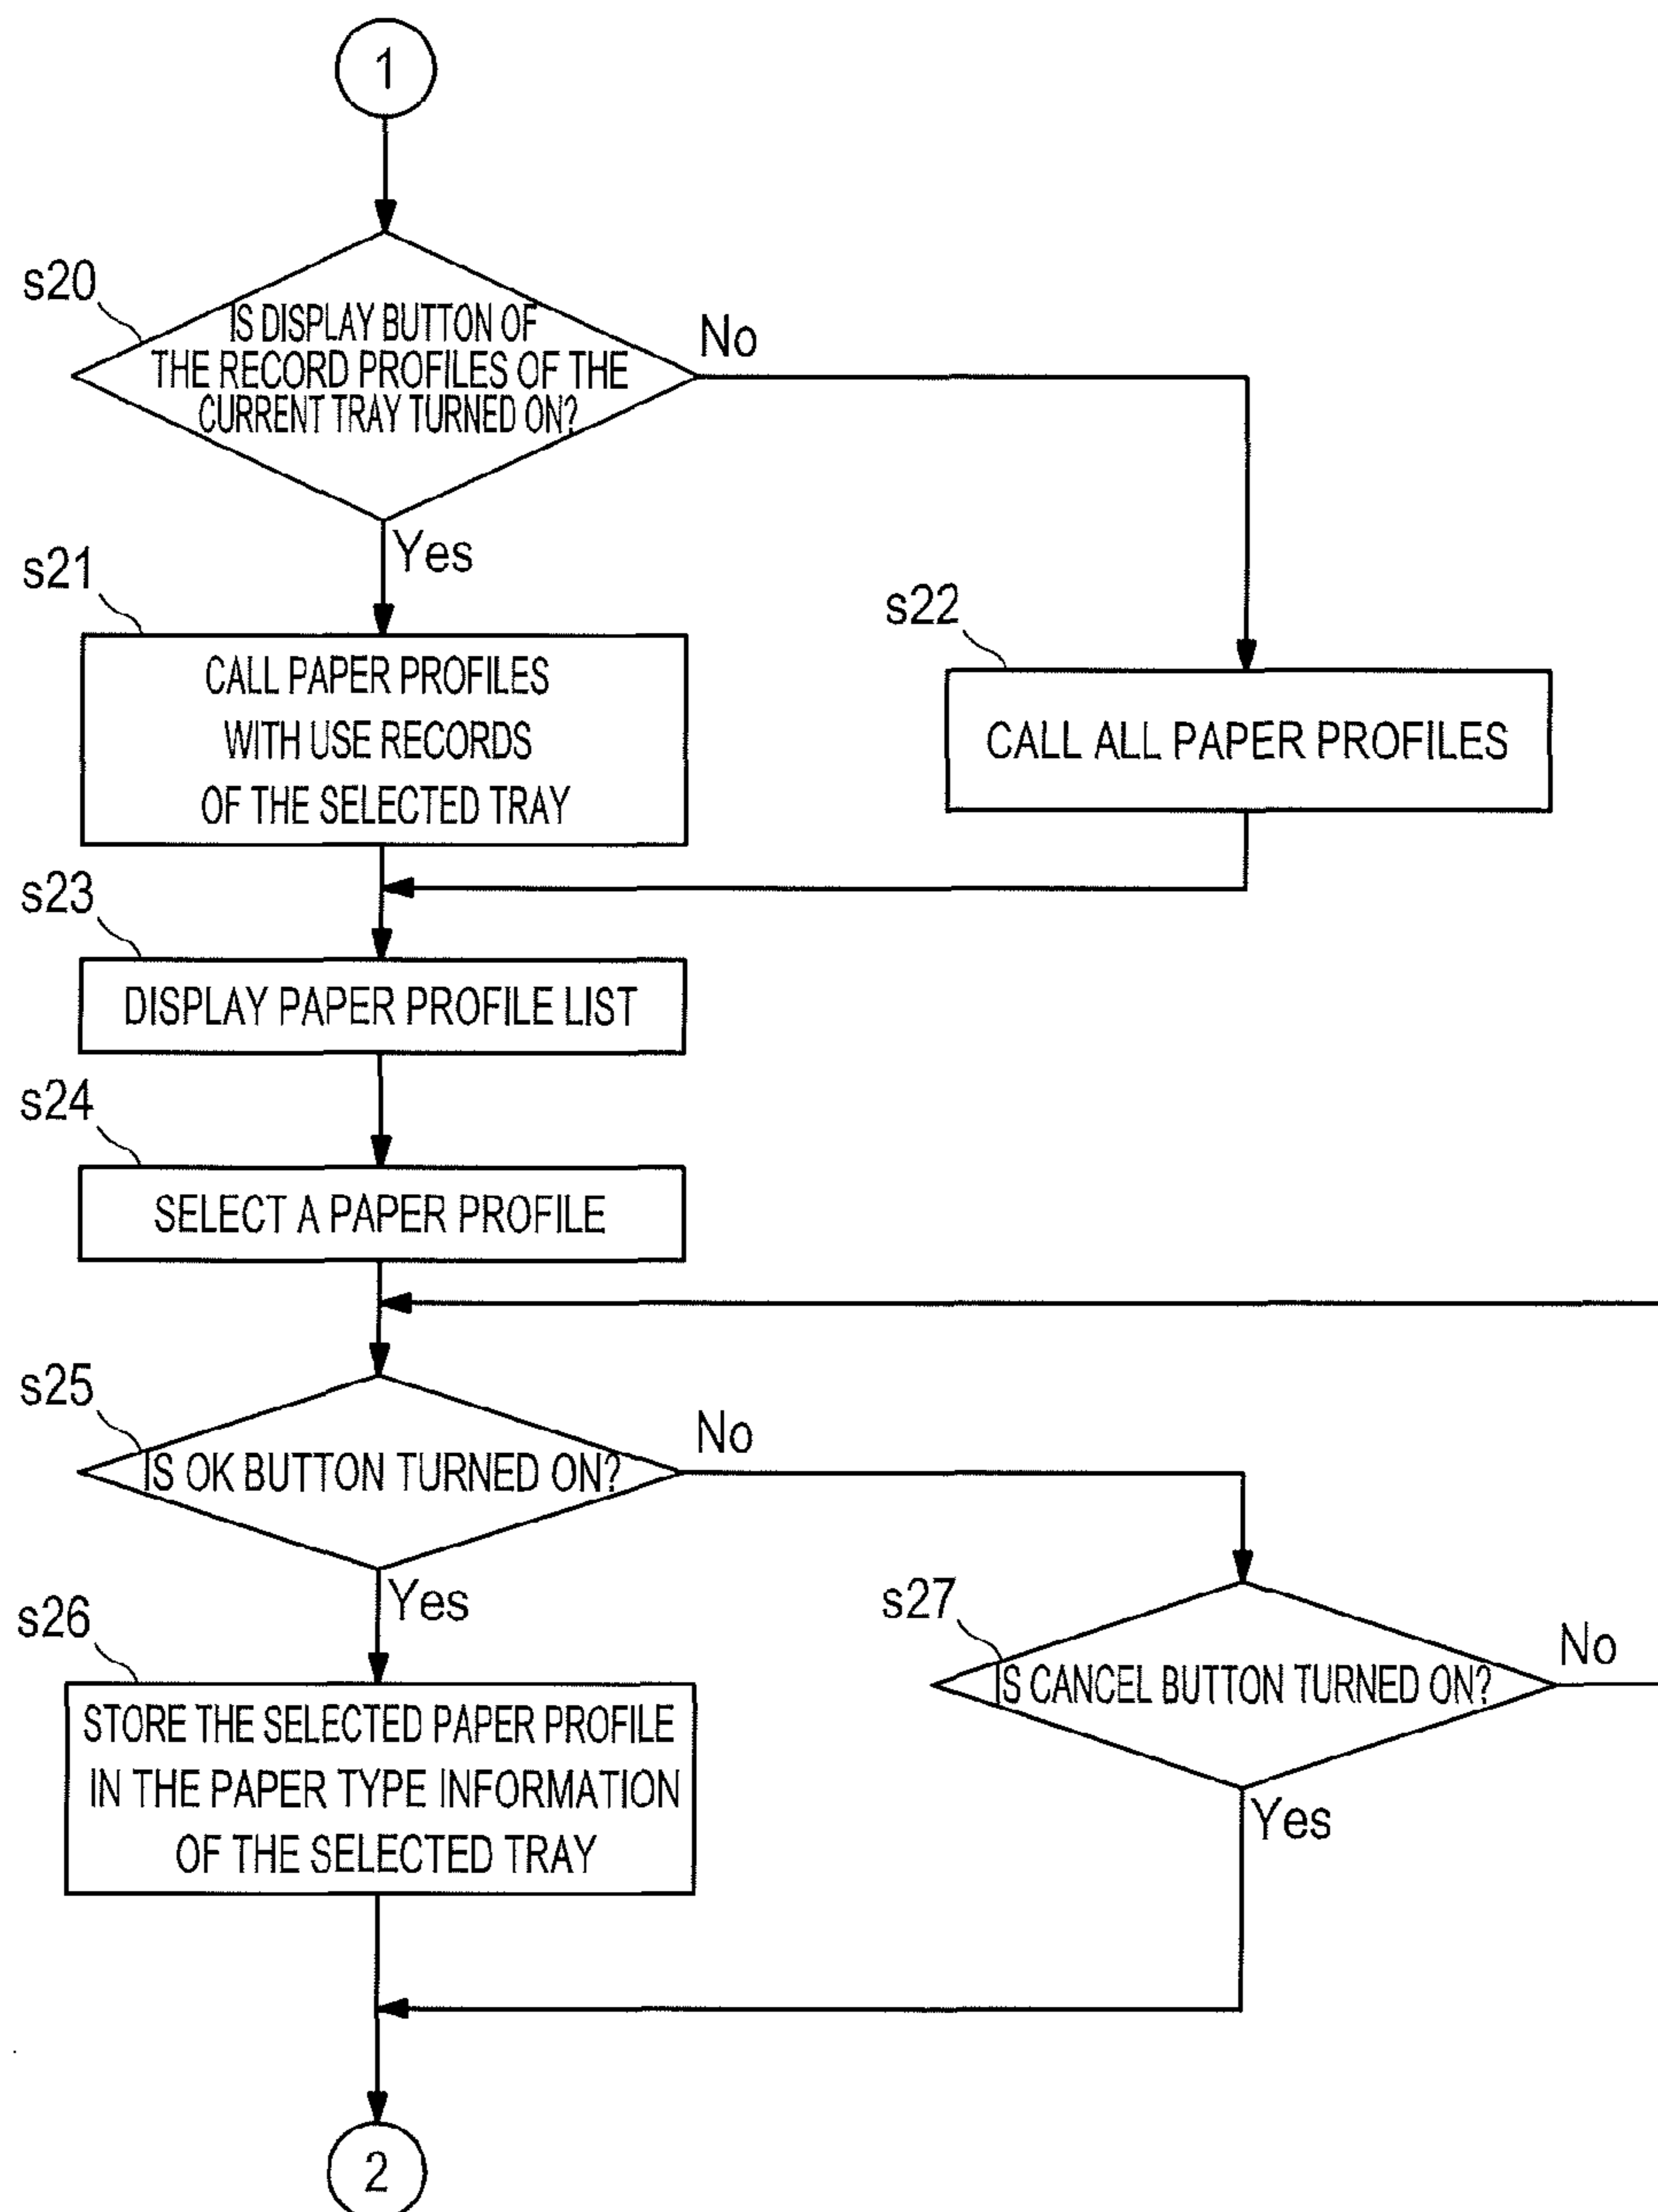 1
s20
IS DISPLAY BUTTON OF
THE RECORD PROFILES OF THE
CURRENT TRAY TURNED ON?
No
Yes
s21
CALL PAPER PROFILES
WITH USE RECORDS
OF THE SELECTED TRAY
s22
CALL ALL PAPER PROFILES
s23
DISPLAY PAPER PROFILE LIST
s24
SELECT A PAPER PROFILE
s25
IS OK BUTTON TURNED ON?
No
Yes
s26
STORE THE SELECTED PAPER PROFILE
IN THE PAPER TYPE INFORMATION
OF THE SELECTED TRAY
s27
IS CANCEL BUTTON TURNED ON?
No
Yes
2